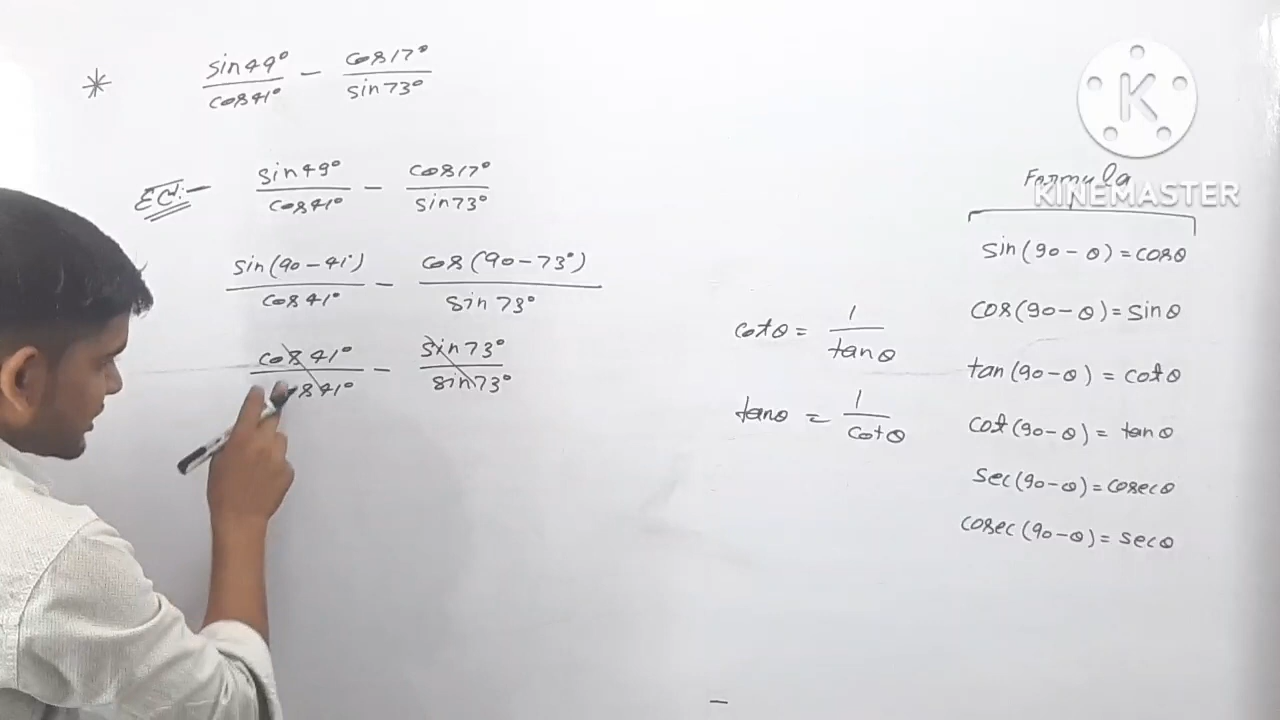 * sin49°/cos41° - cos17°/sin73°
sin49°/cos41° - cos17°/sin73°
sin(90-41°)/cos41° - cos(90-73°)/sin73°
cos41°/cos41° - sin73°/sin73°
cotθ = 1/tanθ
tanθ = 1/cotθ
K
KINEMASTER
Formula
sin(90-θ)=cosθ
cos(90-θ)=sinθ
tan(90-θ)=cotθ
cot(90-θ)=tanθ
sec(90-θ)=cosecθ
cosec(90-θ)=secθ